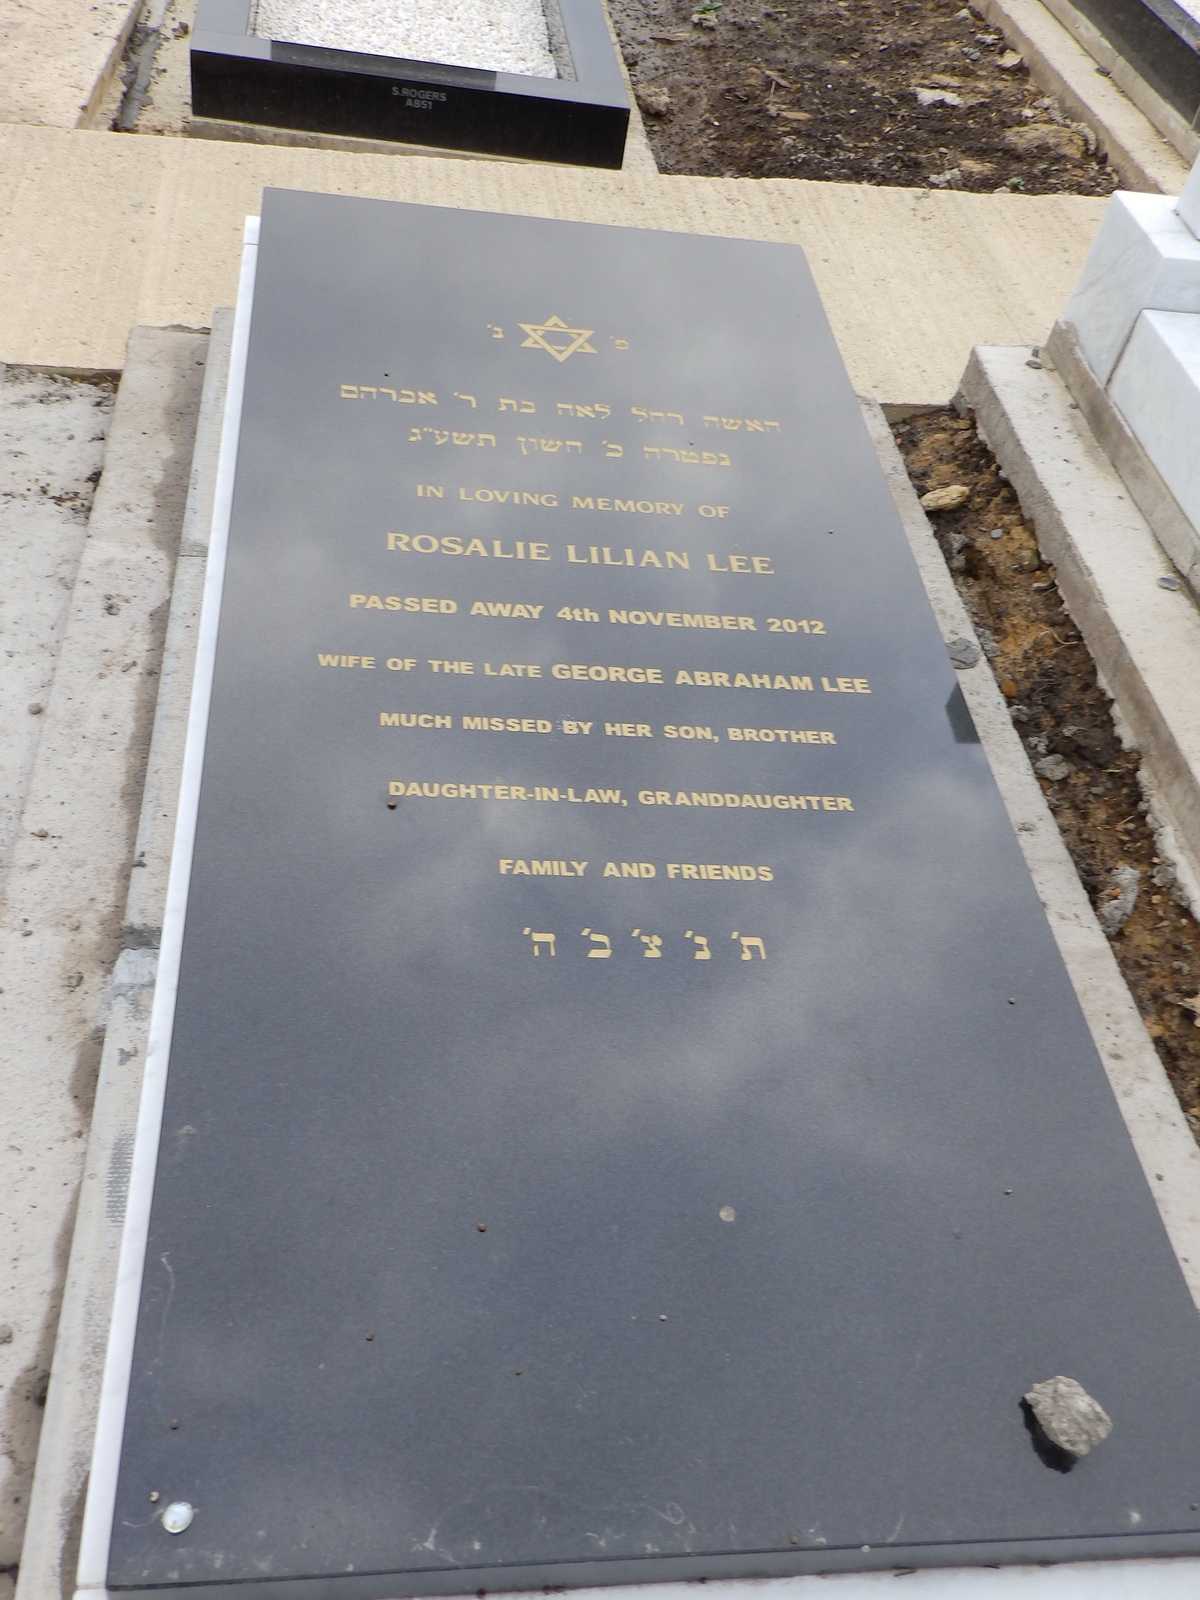 S.ROGERS
A851
פ' נ'
האשה רחל לאה בת ר' אברהם
נפטרה כ' חשון תשע"ג
IN LOVING MEMORY OF
ROSALIE LILIAN LEE
PASSED AWAY 4th NOVEMBER 2012
WIFE OF THE LATE GEORGE ABRAHAM LEE
MUCH MISSED BY HER SON, BROTHER
DAUGHTER-IN-LAW, GRANDDAUGHTER
FAMILY AND FRIENDS
ת' נ' צ' ב' ה'